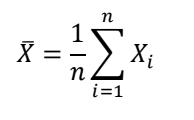 X̄ = 1/n ∑_{i=1}^{n} X_i